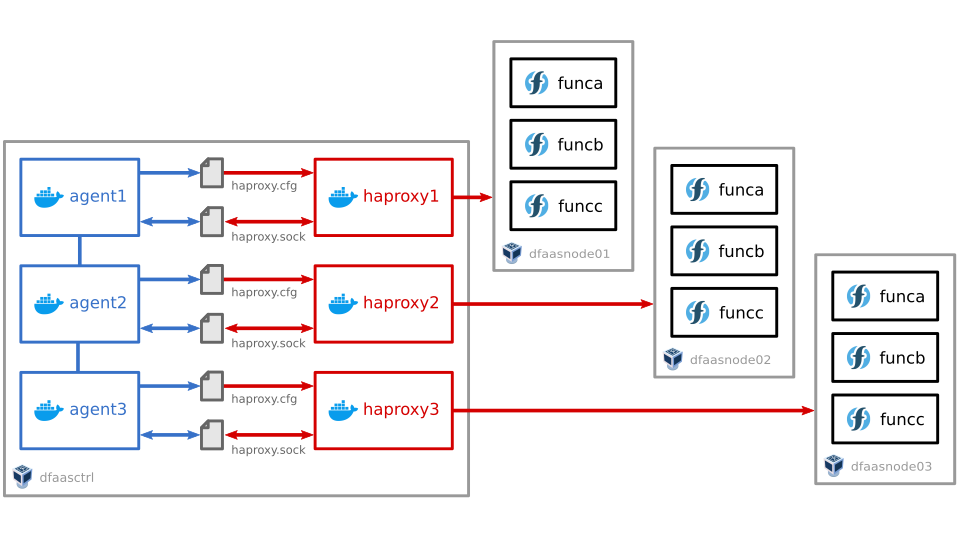 agent1
haproxy.cfg
haproxy.sock
haproxy1
agent2
haproxy.cfg
haproxy.sock
haproxy2
agent3
haproxy.cfg
haproxy.sock
haproxy3
dfaasctrl
funca
funcb
funcc
dfaasnode01
funca
funcb
funcc
dfaasnode02
funca
funcb
funcc
dfaasnode03